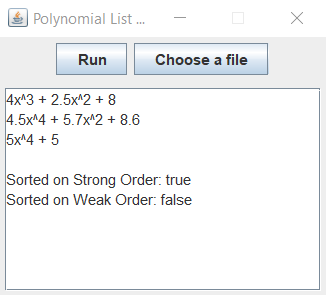 Polynomial List ...
Run Choose a file
4x^3 + 2.5x^2 + 8
4.5x^4 + 5.7x^2 + 8.6
5x^4 + 5
Sorted on Strong Order: true
Sorted on Weak Order: false